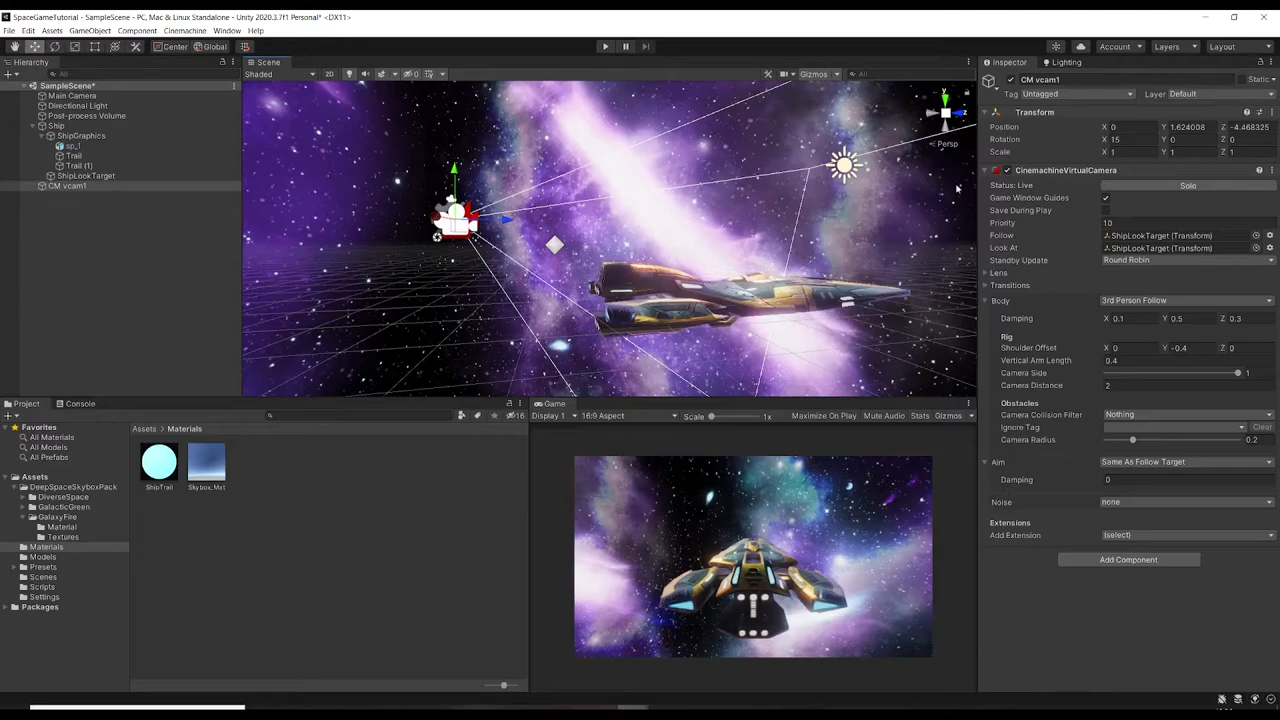 SpaceGameTutorial - SampleScene - PC, Mac & Linux Standalone - Unity 2020.3.7f1 Personal* <DX11>
File Edit Assets GameObject Component Cinemachine Window Help
Center Global Account Layers Layout
Hierarchy
All
SampleScene*
Main Camera
Directional Light
Post-process Volume
Ship
ShipGraphics
sp_1
Trail
Trail (1)
ShipLookTarget
CM vcam1
Scene
Shaded 2D 0 Gizmos All
y
z
Persp
Inspector Lighting
CM vcam1 Static
Tag Untagged Layer Default
Transform
Position X 0 Y 1.624008 Z -4.468325
Rotation X 15 Y 0 Z 0
Scale X 1 Y 1 Z 1
CinemachineVirtualCamera
Status: Live Solo
Game Window Guides
Save During Play
Priority 10
Follow ShipLookTarget (Transform)
Look At ShipLookTarget (Transform)
Standby Update Round Robin
Lens
Transitions
Body 3rd Person Follow
Damping X 0.1 Y 0.5 Z 0.3
Rig
Shoulder Offset X 0 Y -0.4 Z 0
Vertical Arm Length 0.4
Camera Side 1
Camera Distance 2
Obstacles
Camera Collision Filter Nothing
Ignore Tag Clear
Camera Radius 0.2
Aim Same As Follow Target
Damping 0
Noise none
Extensions
Add Extension (select)
Add Component
Project Console
16
Favorites
All Materials
All Models
All Prefabs
Assets
DeepSpaceSkyboxPack
DiverseSpace
GalacticGreen
GalaxyFire
Material
Textures
Materials
Models
Presets
Scenes
Scripts
Settings
Packages
Assets Materials
ShipTrail Skybox_Mat
Game
Display 1 16:9 Aspect Scale 1x Maximize On Play Mute Audio Stats Gizmos